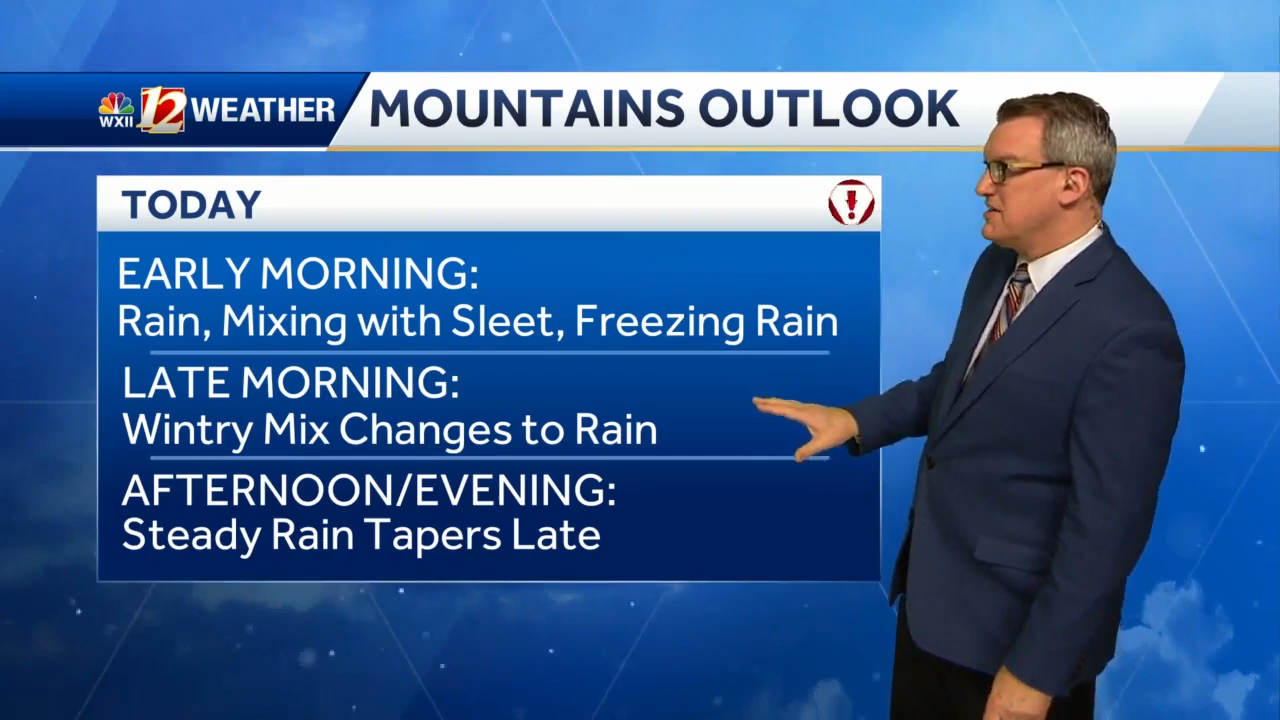 WXII 12 WEATHER
MOUNTAINS OUTLOOK
TODAY
EARLY MORNING:
Rain, Mixing with Sleet, Freezing Rain
LATE MORNING:
Wintry Mix Changes to Rain
AFTERNOON/EVENING:
Steady Rain Tapers Late